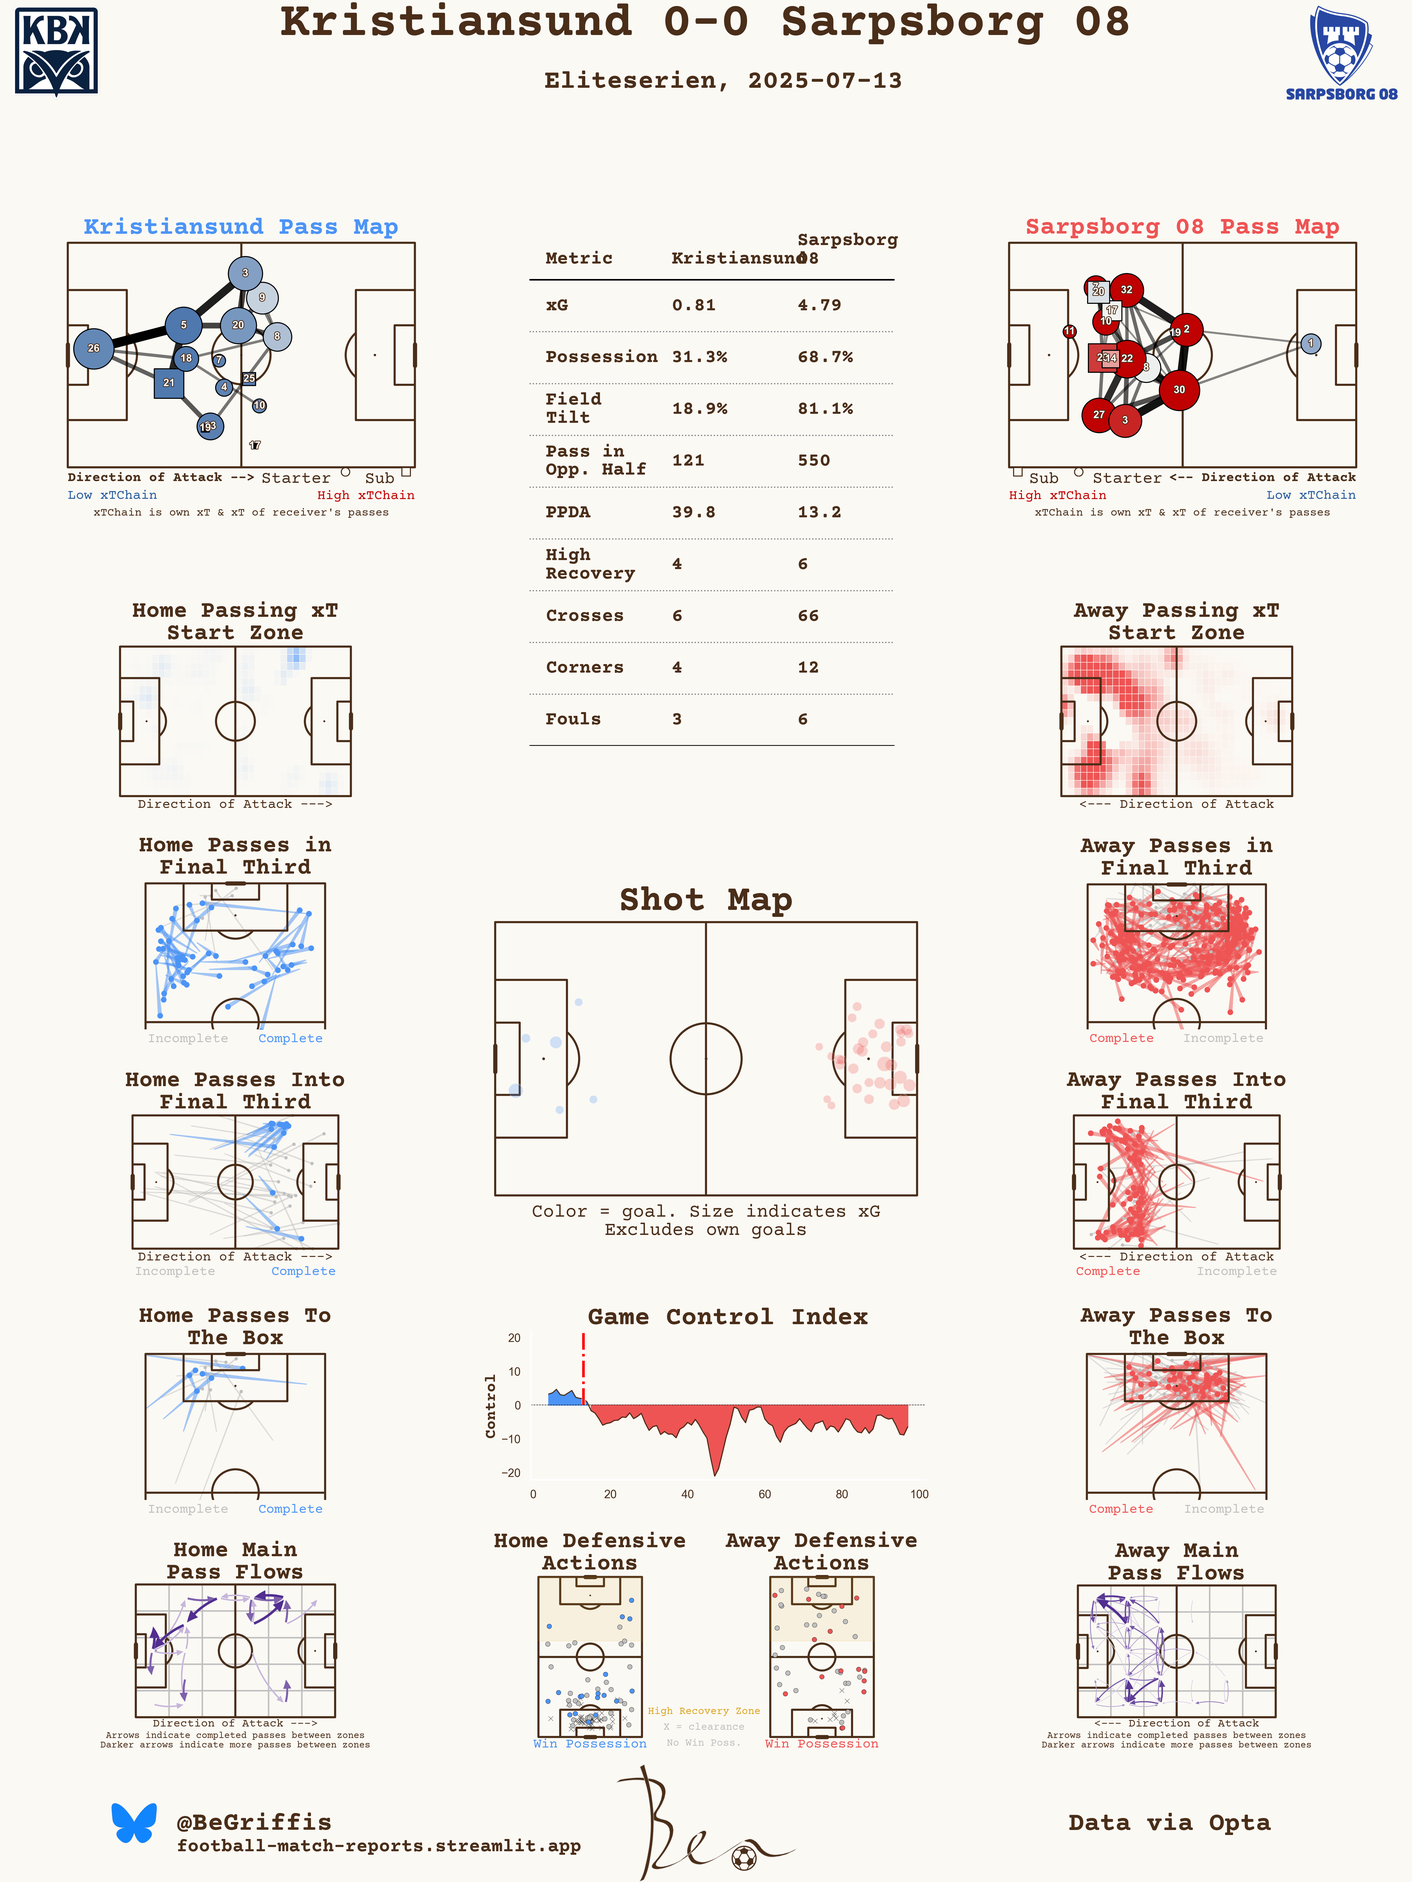 Kristiansund 0-0 Sarpsborg 08
Eliteserien, 2025-07-13
KBK
SARPSBORG 08
Kristiansund Pass Map
3
9
5
20
8
26
18
7
21
25
4
10
17
Direction of Attack --> Starter Sub
Low xTChain High xTChain
xTChain is own xT & xT of receiver's passes
Metric Kristiansund Sarpsborg 08
xG 0.81 4.79
Possession 31.3% 68.7%
Field Tilt 18.9% 81.1%
Pass in Opp. Half 121 550
PPDA 39.8 13.2
High Recovery 4 6
Crosses 6 66
Corners 4 12
Fouls 3 6
Sarpsborg 08 Pass Map
20
32
17
10
11
19
2
1
14
22
8
30
27
3
Sub Starter <-- Direction of Attack
High xTChain Low xTChain
xTChain is own xT & xT of receiver's passes
Home Passing xT
Start Zone
Direction of Attack --->
Away Passing xT
Start Zone
<--- Direction of Attack
Home Passes in
Final Third
Incomplete Complete
Away Passes in
Final Third
Complete Incomplete
Shot Map
Color = goal. Size indicates xG
Excludes own goals
Home Passes Into
Final Third
Direction of Attack --->
Incomplete Complete
Away Passes Into
Final Third
<--- Direction of Attack
Complete Incomplete
Home Passes To
The Box
Incomplete Complete
Game Control Index
Control
20
10
0
−10
−20
0 20 40 60 80 100
Away Passes To
The Box
Complete Incomplete
Home Main
Pass Flows
Direction of Attack --->
Arrows indicate completed passes between zones
Darker arrows indicate more passes between zones
Home Defensive
Actions
Win Possession
High Recovery Zone
X = clearance
No Win Poss.
Away Defensive
Actions
Win Possession
Away Main
Pass Flows
<--- Direction of Attack
Arrows indicate completed passes between zones
Darker arrows indicate more passes between zones
@BeGriffis
football-match-reports.streamlit.app
Ben
Data via Opta